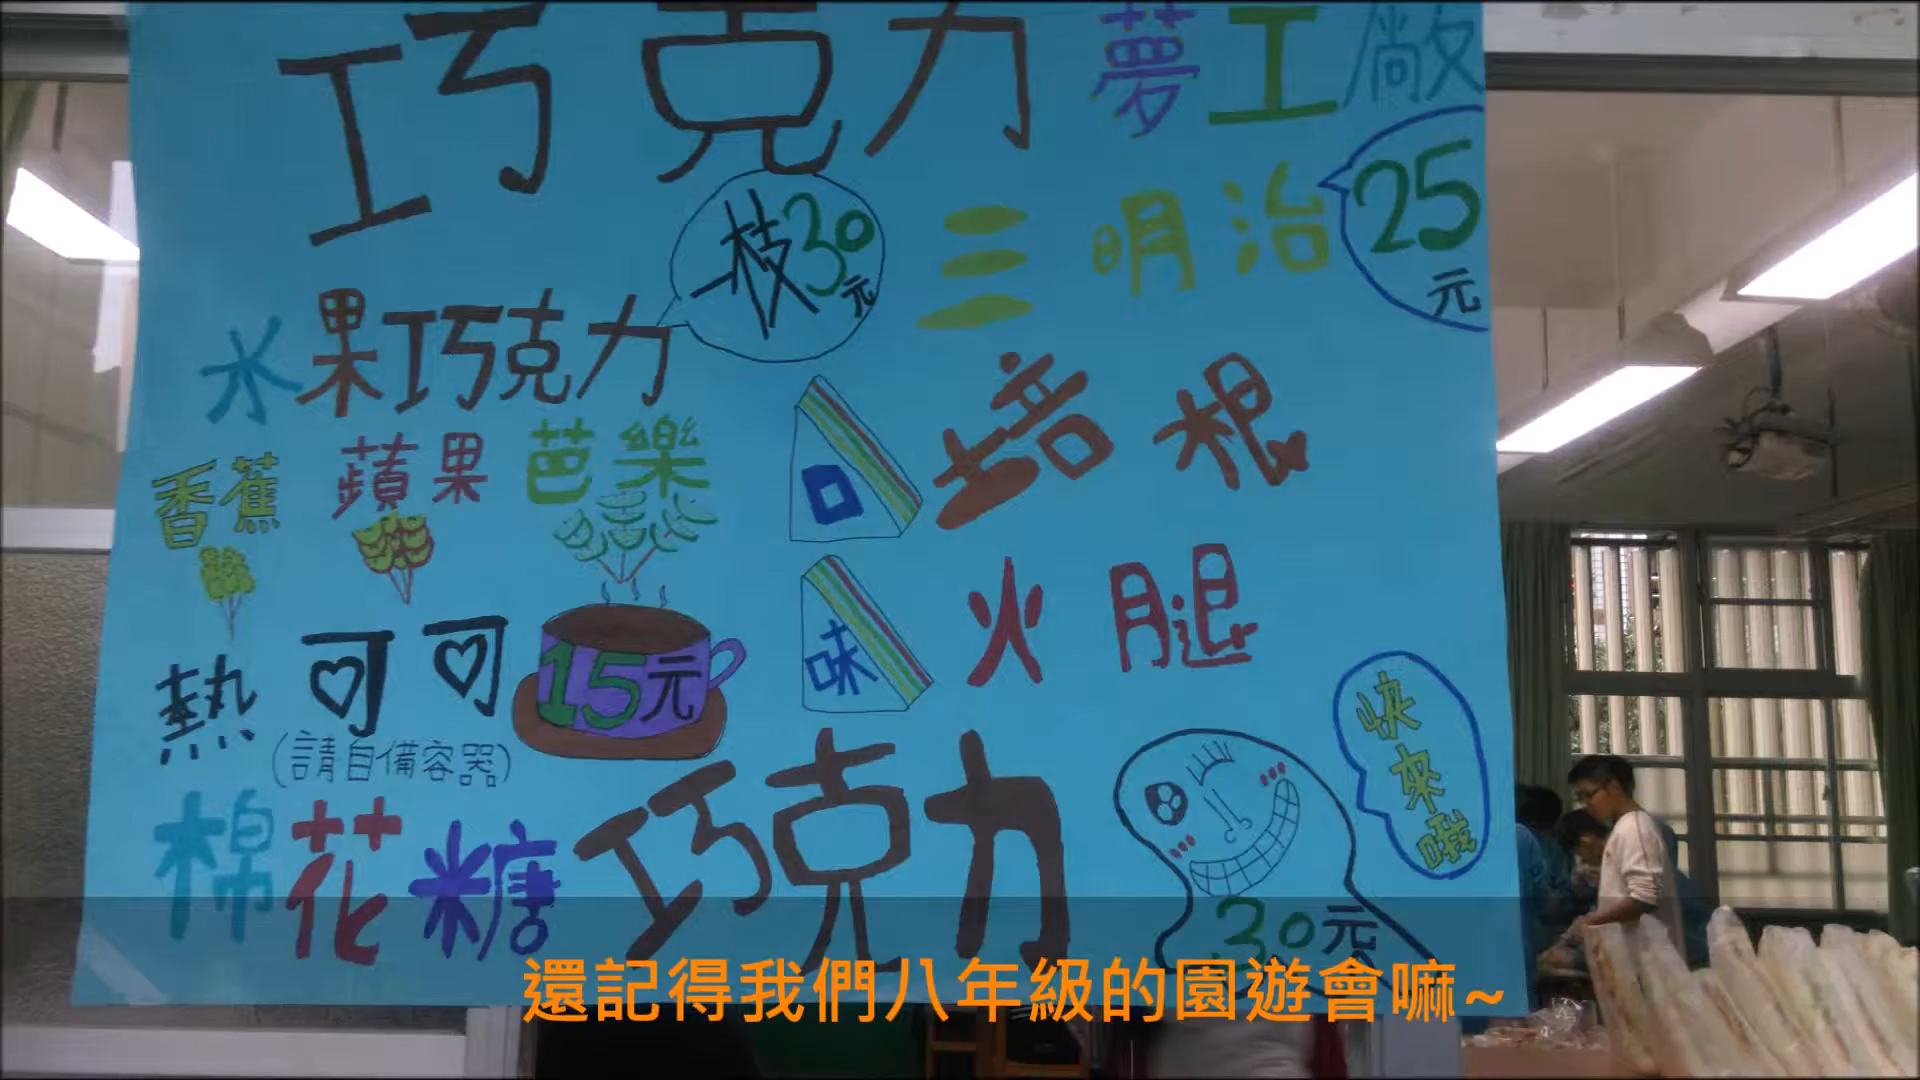 巧克力夢工廠
一枝30元
三明治 25元
水果巧克力
香蕉 蘋果 芭樂
口味
培根
火腿
熱可可 15元
(請自備容器)
快來哦
棉花糖巧克力
30元
還記得我們八年級的園遊會嘛~